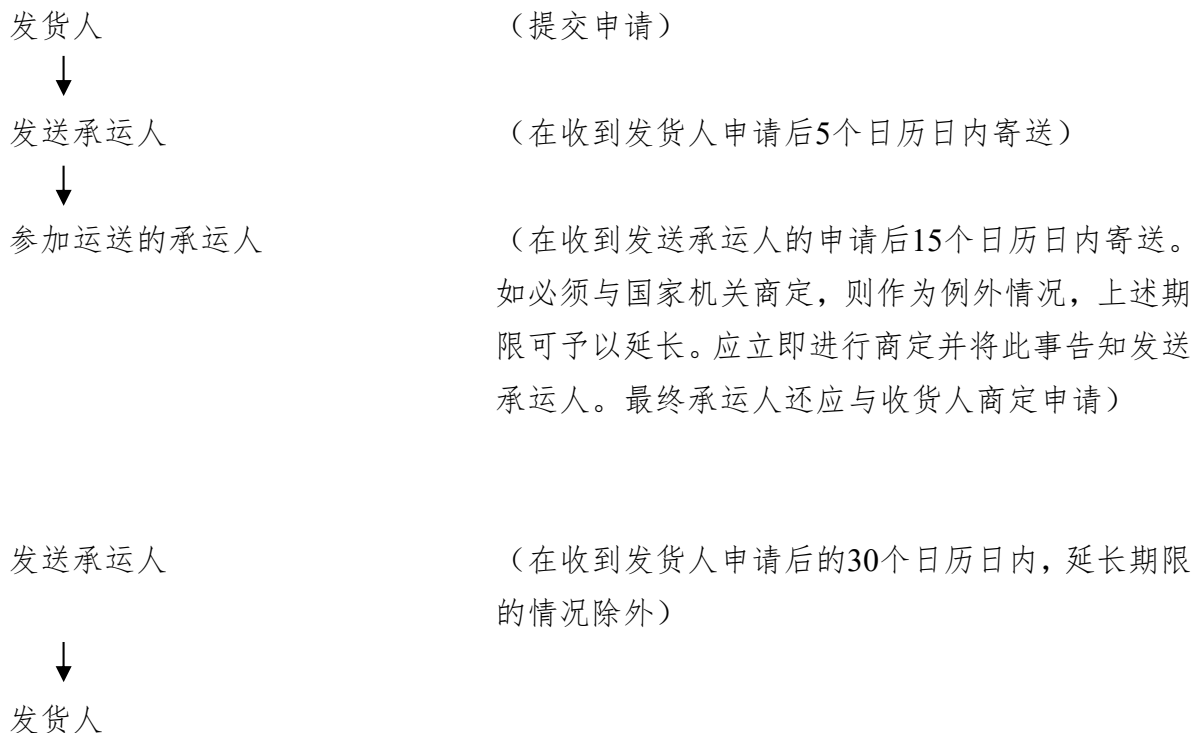 发货人 （提交申请）
发送承运人 （在收到发货人申请后5个日历日内寄送）
参加运送的承运人 （在收到发送承运人的申请后15个日历日内寄送。
如必须与国家机关商定，则作为例外情况，上述期
限可予以延长。应立即进行商定并将此事告知发送
承运人。最终承运人还应与收货人商定申请）
发送承运人 （在收到发货人申请后的30个日历日内，延长期限
的情况除外）
发货人